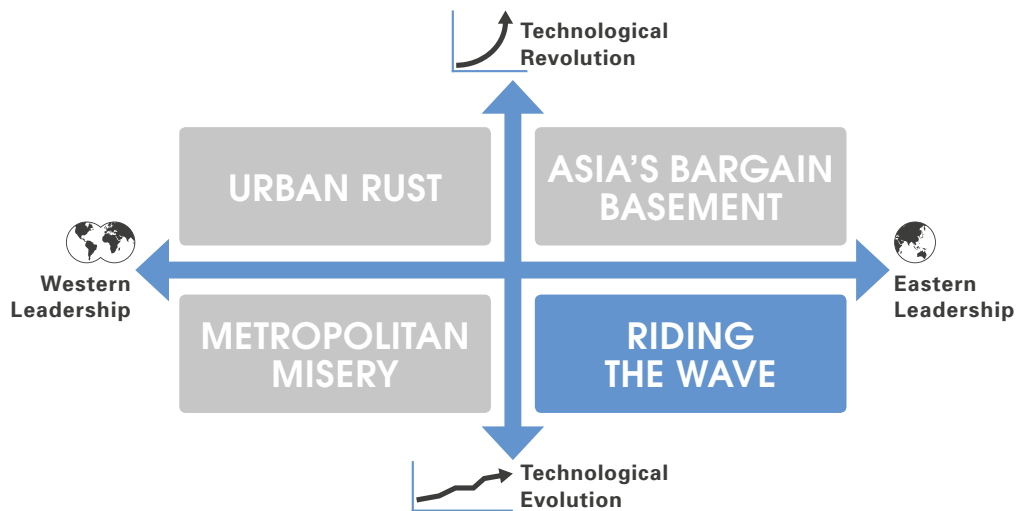 Technological
Revolution
URBAN RUST
ASIA'S BARGAIN
BASEMENT
Western
Leadership
Eastern
Leadership
METROPOLITAN
MISERY
RIDING
THE WAVE
Technological
Evolution